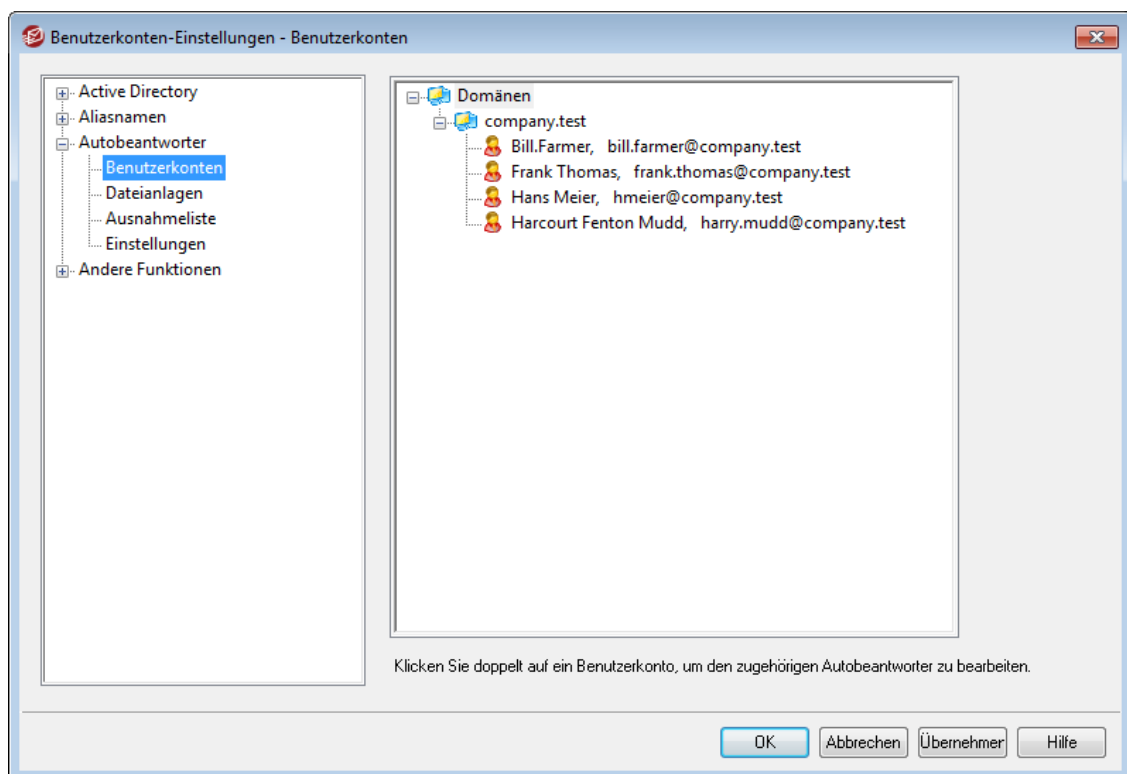 Benutzerkonten-Einstellungen - Benutzerkonten
Active Directory
Aliasnamen
Autobeantworter
Benutzerkonten
Dateianlagen
Ausnahmeliste
Einstellungen
Andere Funktionen
Domänen
company.test
Bill.Farmer, bill.farmer@company.test
Frank Thomas, frank.thomas@company.test
Hans Meier, hmeier@company.test
Harcourt Fenton Mudd, harry.mudd@company.test
Klicken Sie doppelt auf ein Benutzerkonto, um den zugehörigen Autobeantworter zu bearbeiten.
OK Abbrechen Übernehmer Hilfe